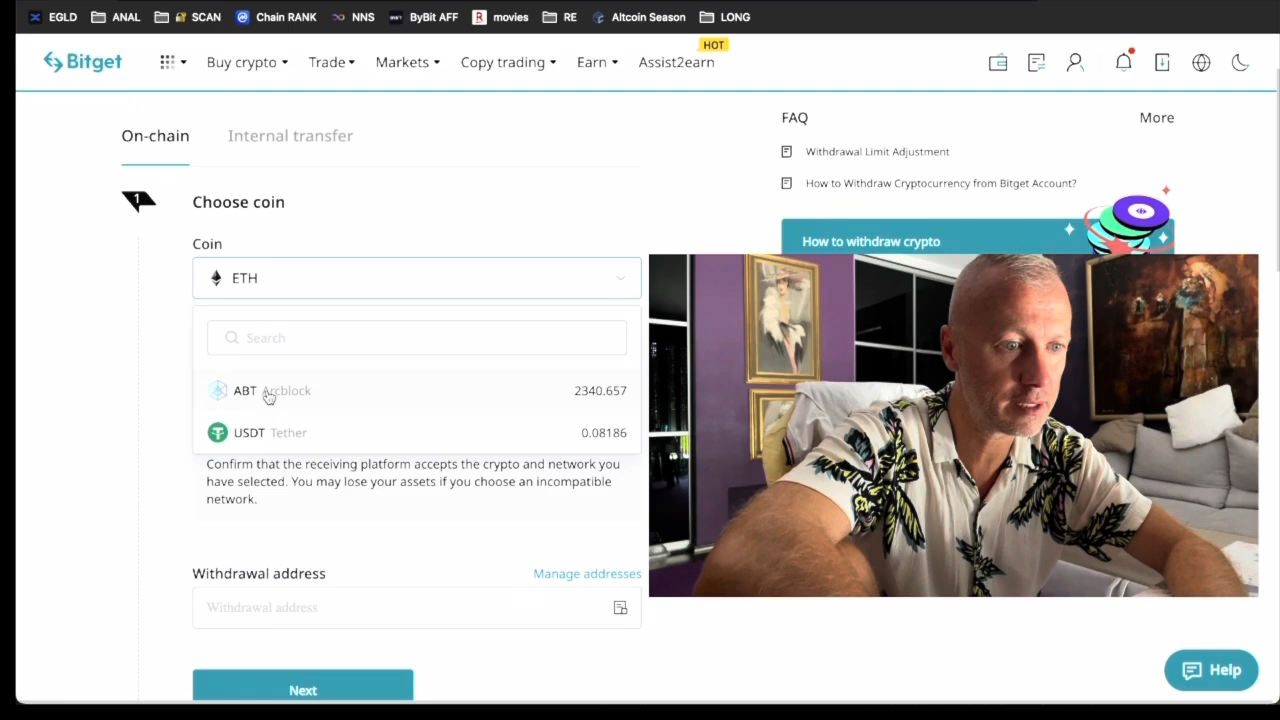 EGLD ANAL SCAN Chain RANK NNS ByBit AFF movies RE Altcoin Season LONG
HOT
Bitget Buy crypto Trade Markets Copy trading Earn Assist2earn
On-chain Internal transfer
FAQ More
Withdrawal Limit Adjustment
How to Withdraw Cryptocurrency from Bitget Account?
How to withdraw crypto
1 Choose coin
Coin
ETH
Search
ABT Arcblock 2340.657
USDT Tether 0.08186
Confirm that the receiving platform accepts the crypto and network you
have selected. You may lose your assets if you choose an incompatible
network.
Withdrawal address Manage addresses
Withdrawal address
Next
Help